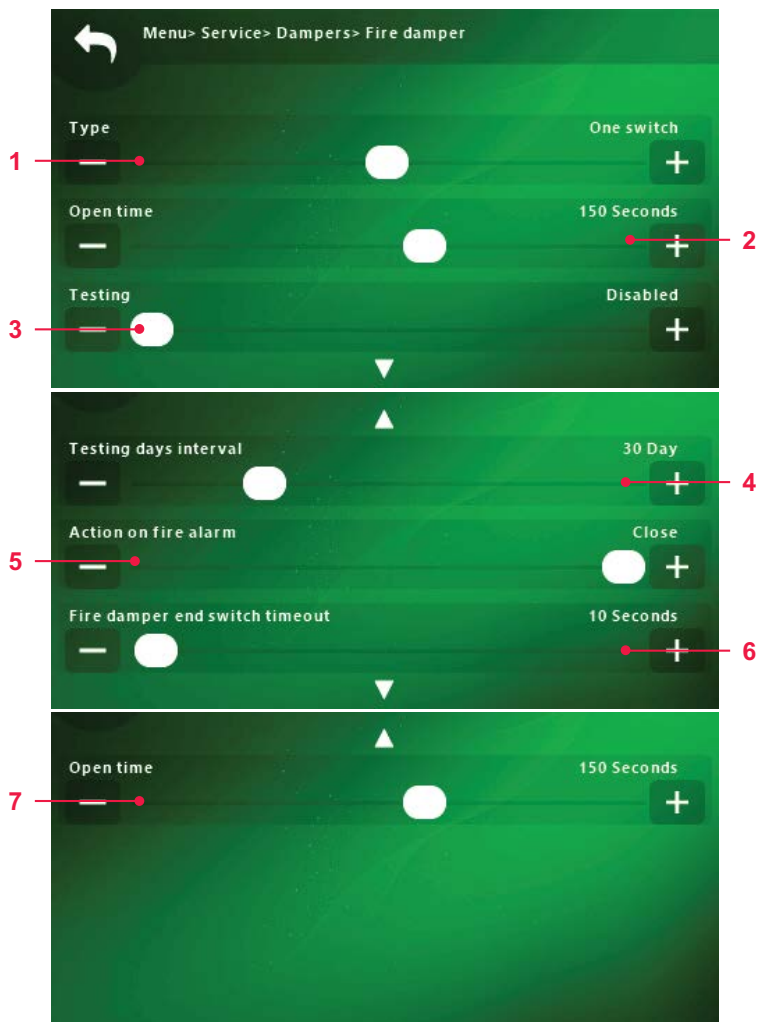 Menu> Service> Dampers> Fire damper
Type One switch
1
Open time 150 Seconds
2
Testing Disabled
3
Testing days interval 30 Day
4
Action on fire alarm Close
5
Fire damper end switch timeout 10 Seconds
6
Open time 150 Seconds
7